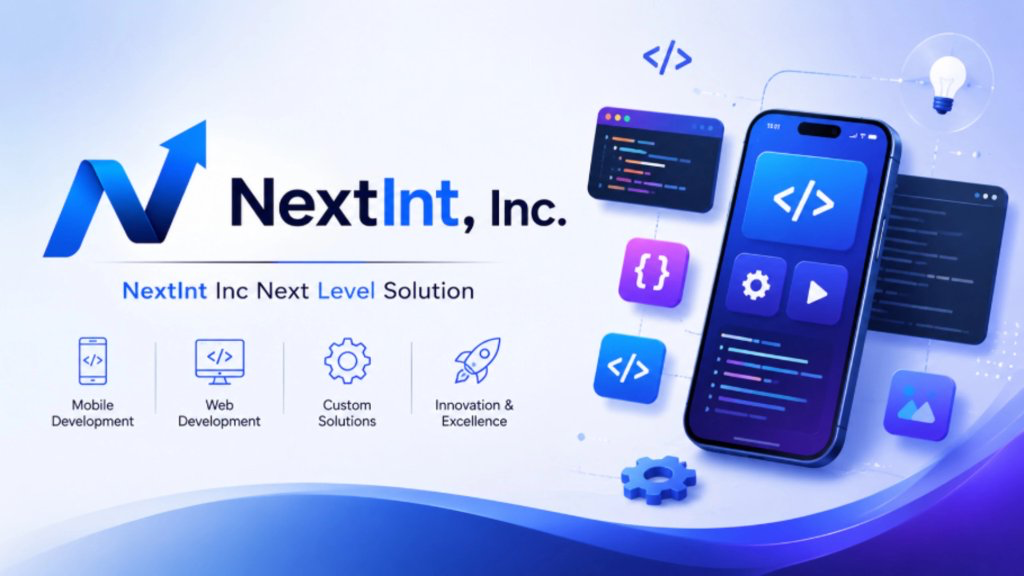 NextInt, Inc.
NextInt Inc Next Level Solution
Mobile
Development
Web
Development
Custom
Solutions
Innovation &
Excellence